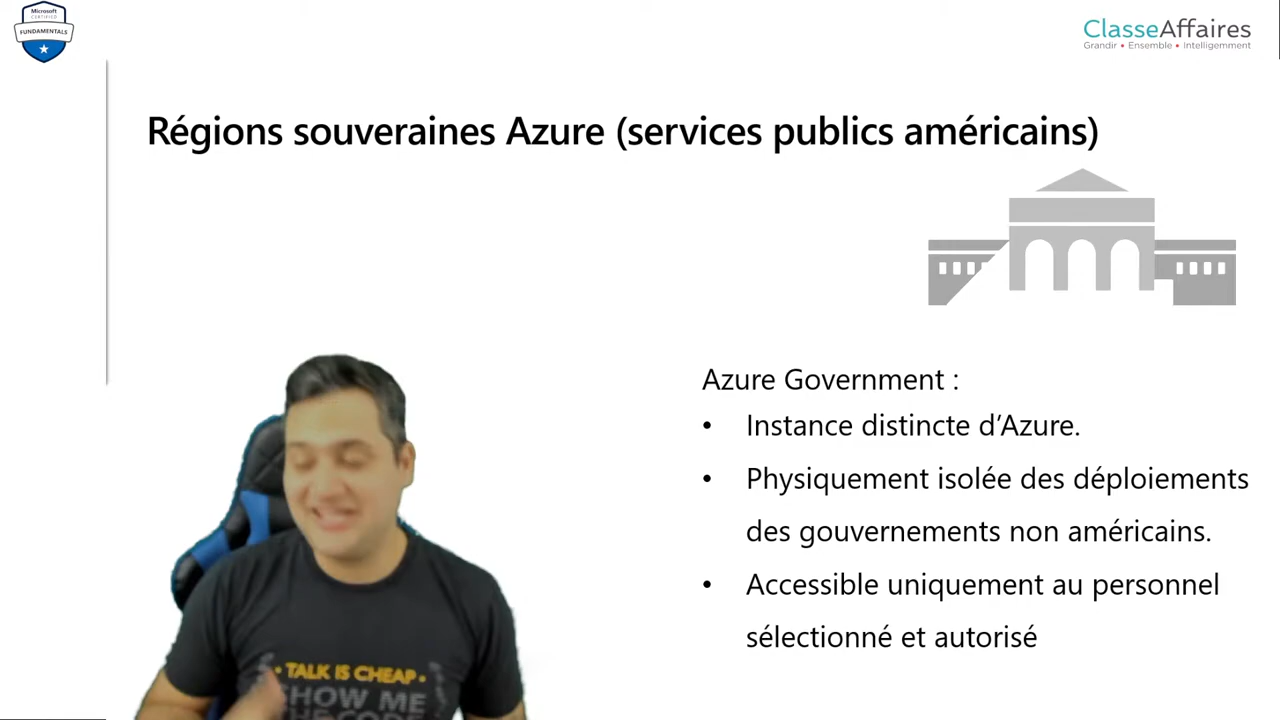 Microsoft
CERTIFIED
FUNDAMENTALS
ClasseAffaires
Grandir • Ensemble • Intelligemment
Régions souveraines Azure (services publics américains)
Azure Government :
• Instance distincte d’Azure.
• Physiquement isolée des déploiements
des gouvernements non américains.
• Accessible uniquement au personnel
sélectionné et autorisé
• TALK IS CHEAP •
SHOW ME
THE CODE